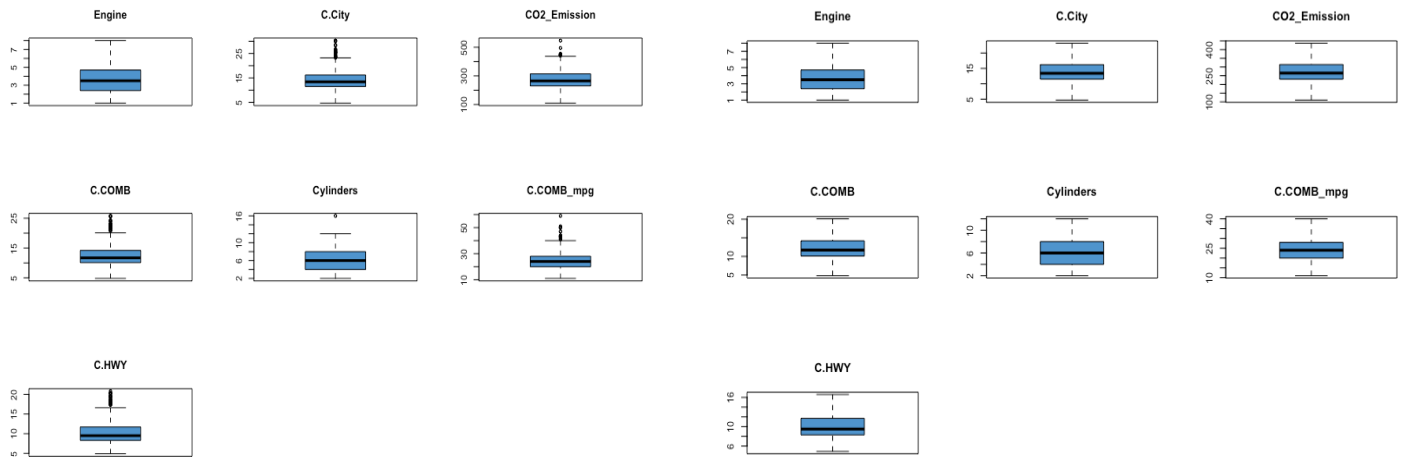 Engine C.City CO2_Emission Engine C.City CO2_Emission
1 3 5 7 5 15 25 100 300 500 1 3 5 7 5 15 100 250 450
C.COMB Cylinders C.COMB_mpg C.COMB Cylinders C.COMB_mpg
5 15 25 2 6 10 16 10 30 50 5 10 20 2 6 10 10 25 40
C.HWY C.HWY
5 10 15 20 6 10 16